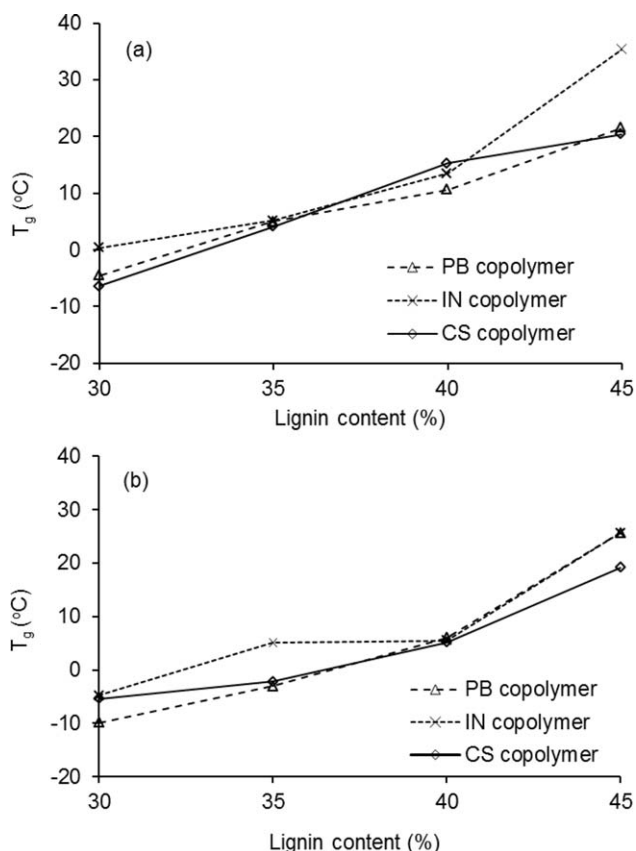 40
(a)
30
20
10
0
-10
-20
T_g (°C)
PB copolymer
IN copolymer
CS copolymer
30 35 40 45
Lignin content (%)
40
(b)
30
20
10
0
-10
-20
T_g (°C)
PB copolymer
IN copolymer
CS copolymer
30 35 40 45
Lignin content (%)